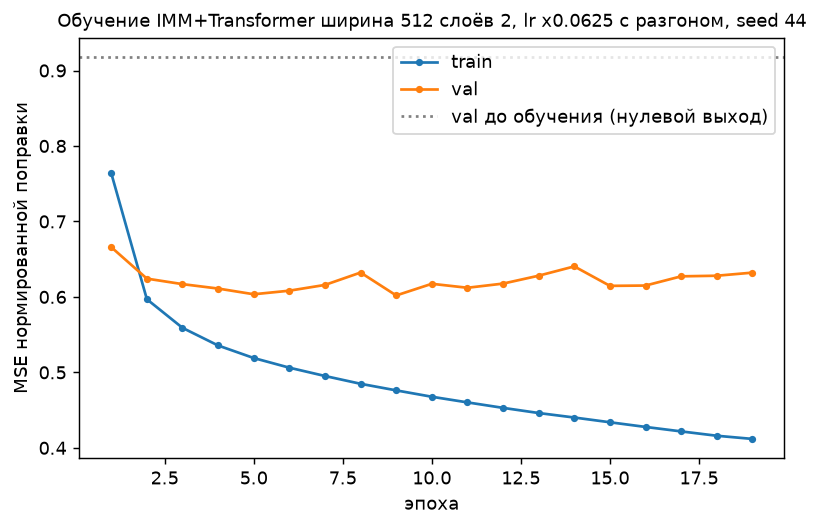 Обучение IMM+Transformer ширина 512 слоёв 2, lr x0.0625 с разгоном, seed 44
train
val
val до обучения (нулевой выход)
MSE нормированной поправки
0.9
0.8
0.7
0.6
0.5
0.4
2.5 5.0 7.5 10.0 12.5 15.0 17.5
эпоха